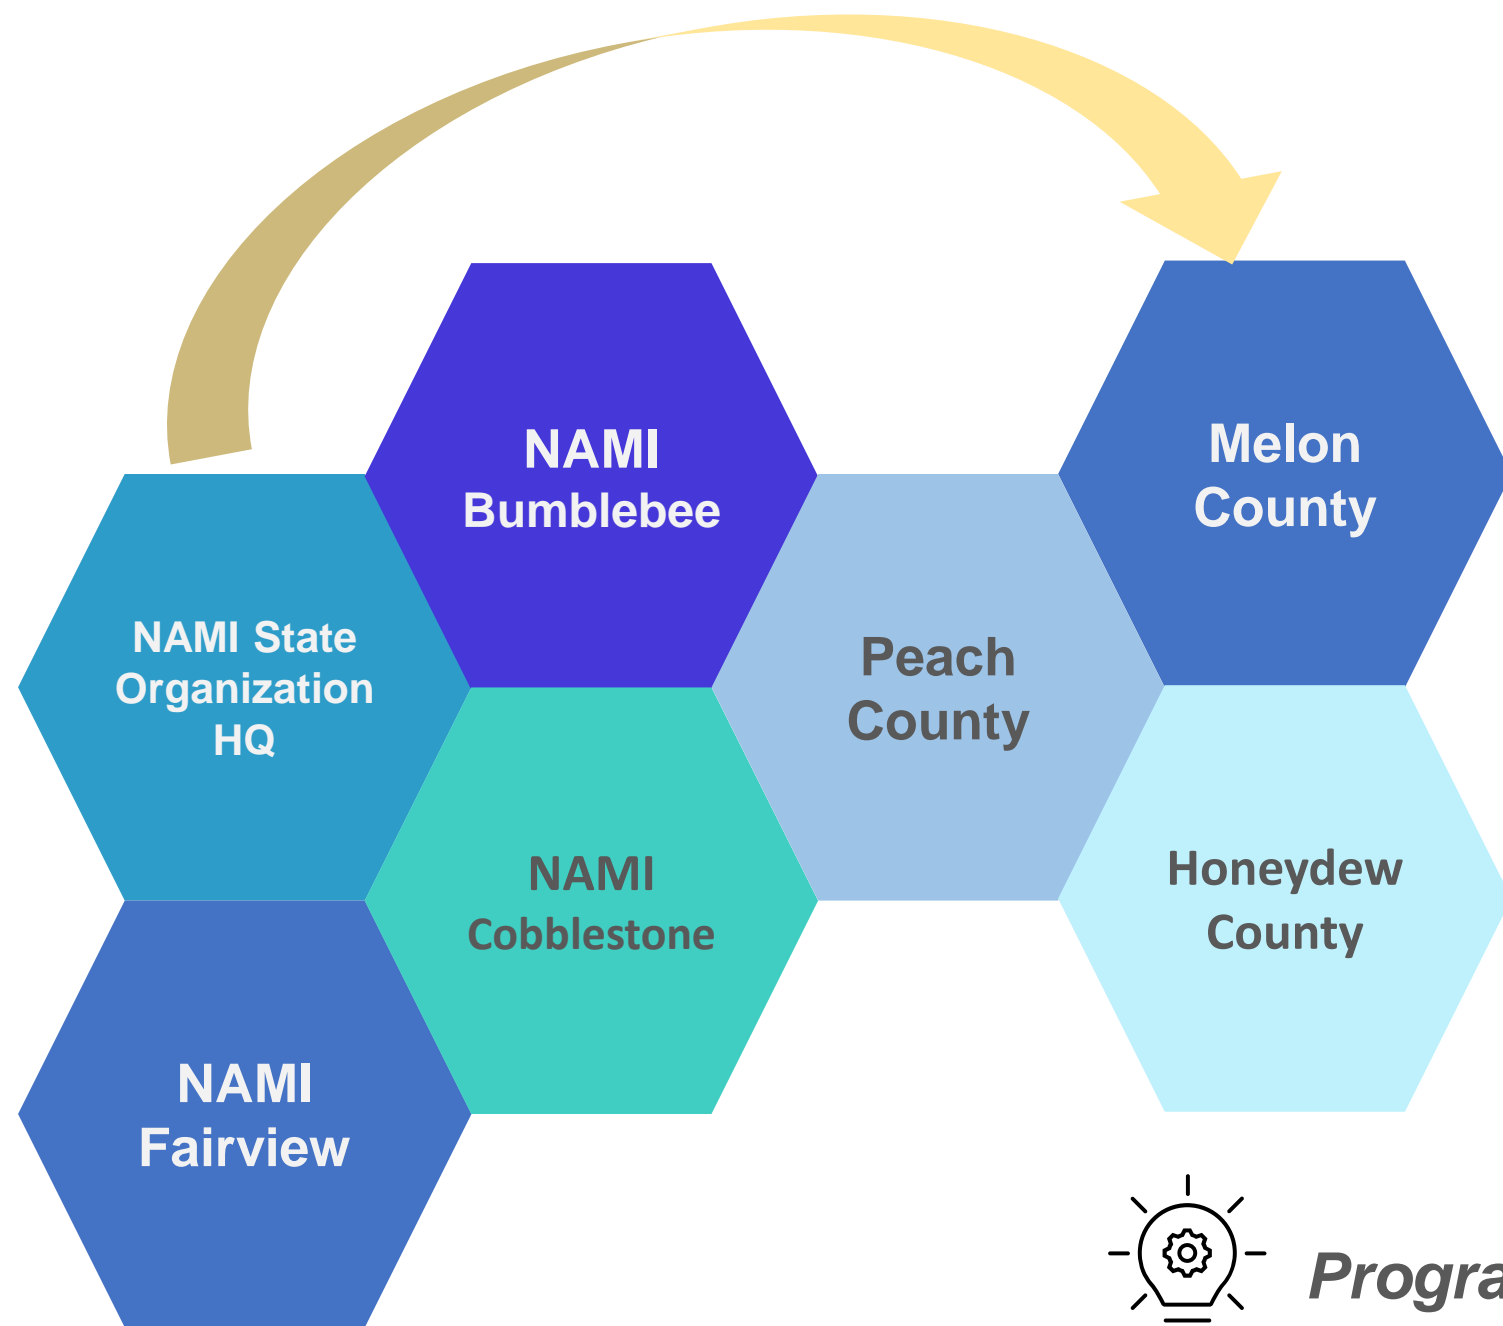 NAMI
Bumblebee
Melon
County
NAMI State
Organization
HQ
Peach
County
NAMI
Cobblestone
Honeydew
County
NAMI
Fairview